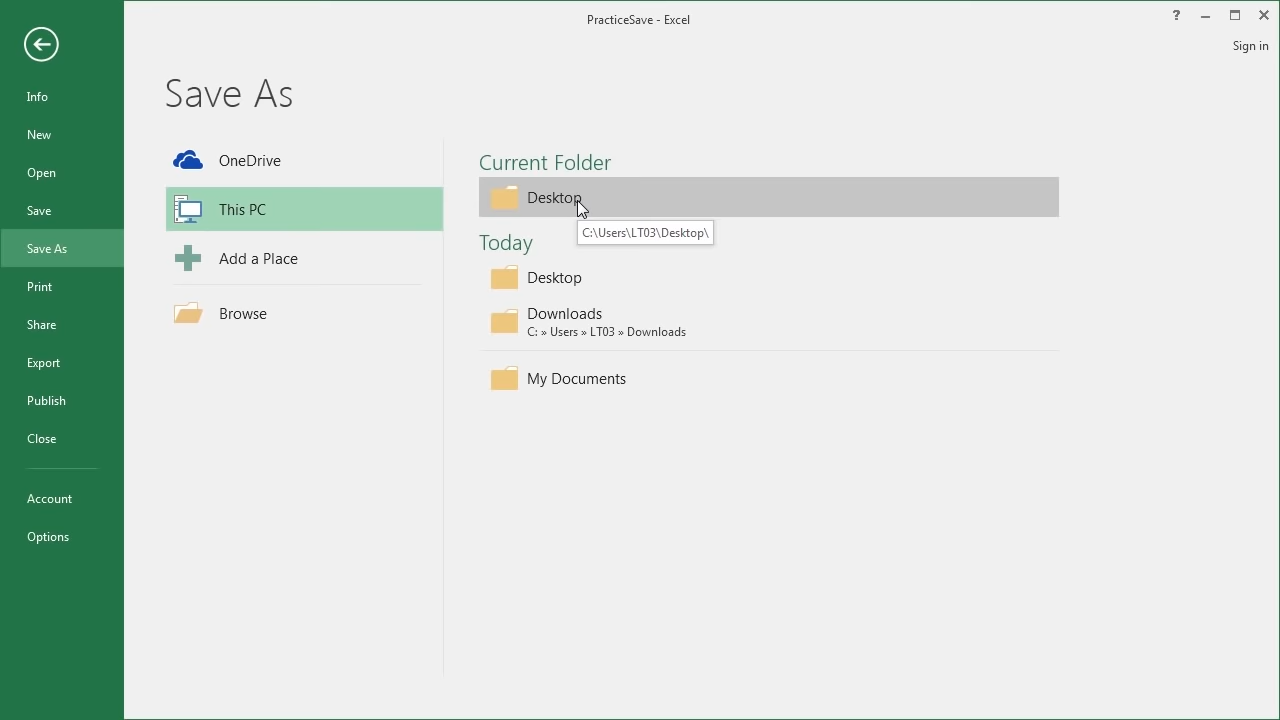 PracticeSave - Excel
?
Sign in
Info
New
Open
Save
Save As
Print
Share
Export
Publish
Close
Account
Options
Save As
OneDrive
This PC
Add a Place
Browse
Current Folder
Desktop
C:\Users\LT03\Desktop\
Today
Desktop
Downloads
C: » Users » LT03 » Downloads
My Documents